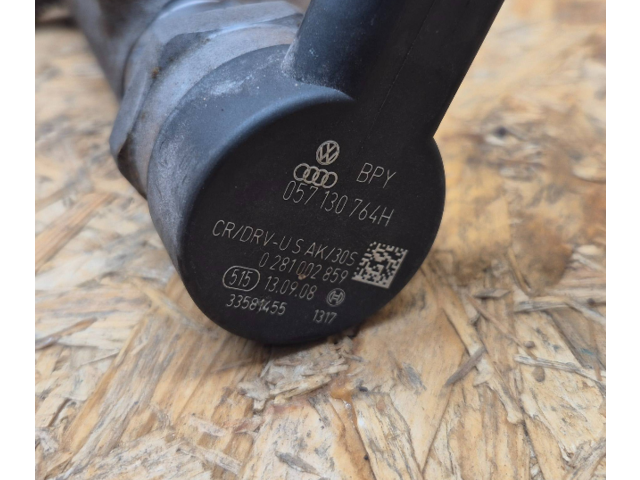 BPY
057 130 764H
CR/DRV-U S AK/30S
0 281 002 859
515 13.09.08
33581455 1317